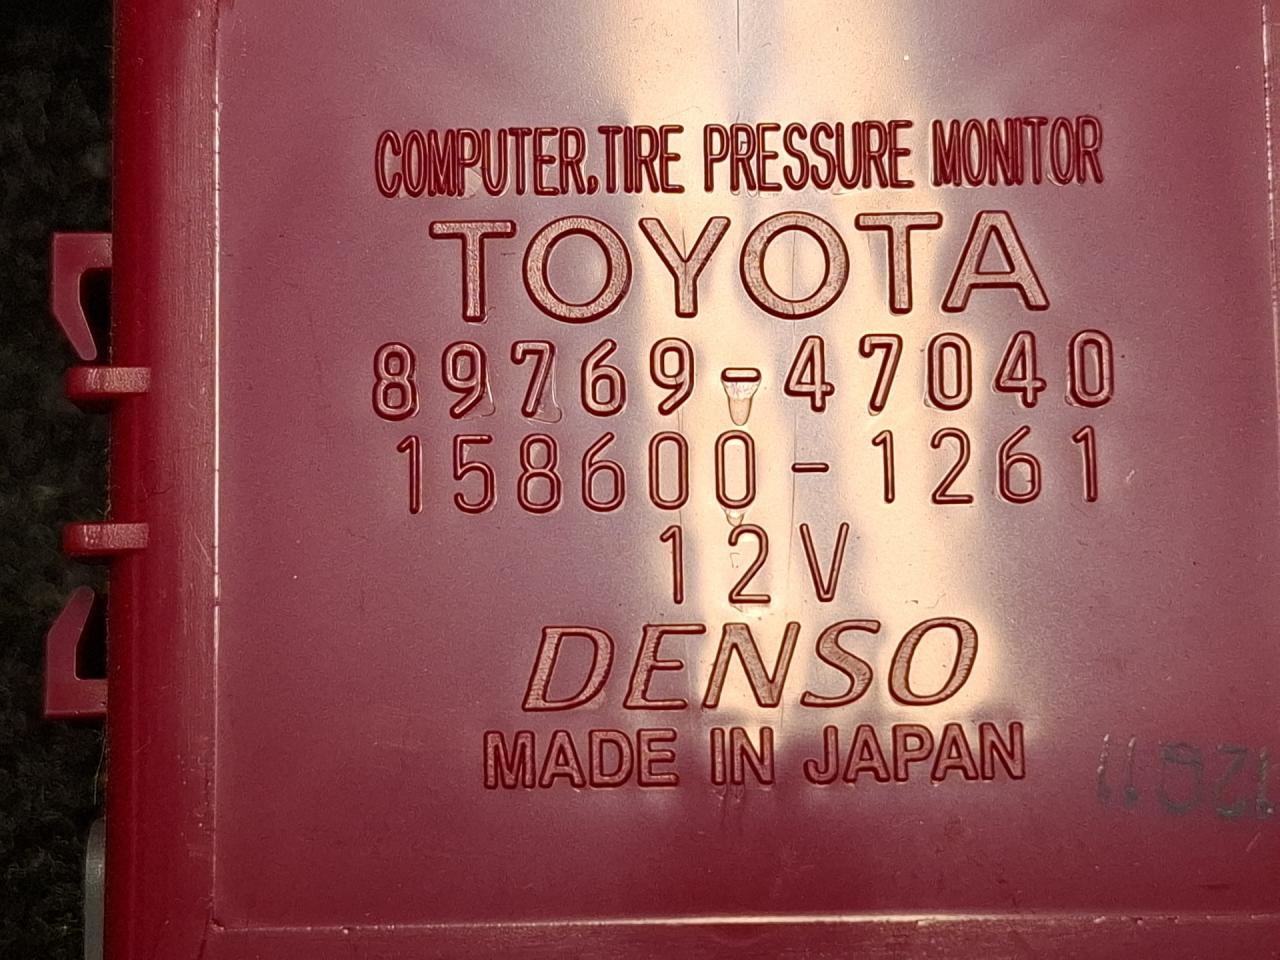 COMPUTER,TIRE PRESSURE MONITOR
TOYOTA
89769-47040
158600-1261
12V
DENSO
MADE IN JAPAN